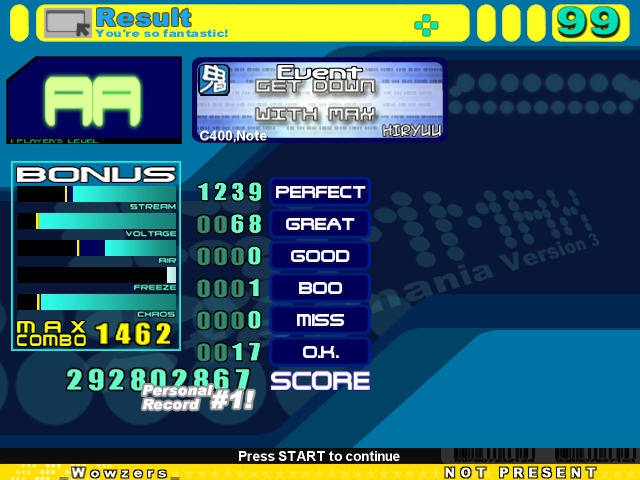 Result
You're so fantastic!
99
AA
1 PLAYER'S LEVEL
鬼
Event
GET DOWN
WITH MAX
HIRYUU
C400,Note
BONUS
STREAM
VOLTAGE
AIR
FREEZE
CHAOS
MAX COMBO 1462
1239 PERFECT
0068 GREAT
0000 GOOD
0001 BOO
0000 MISS
0017 O.K.
292802867 SCORE
Personal Record #1!
mania Version 3
Press START to continue
_Wowzers_
NOT PRESENT